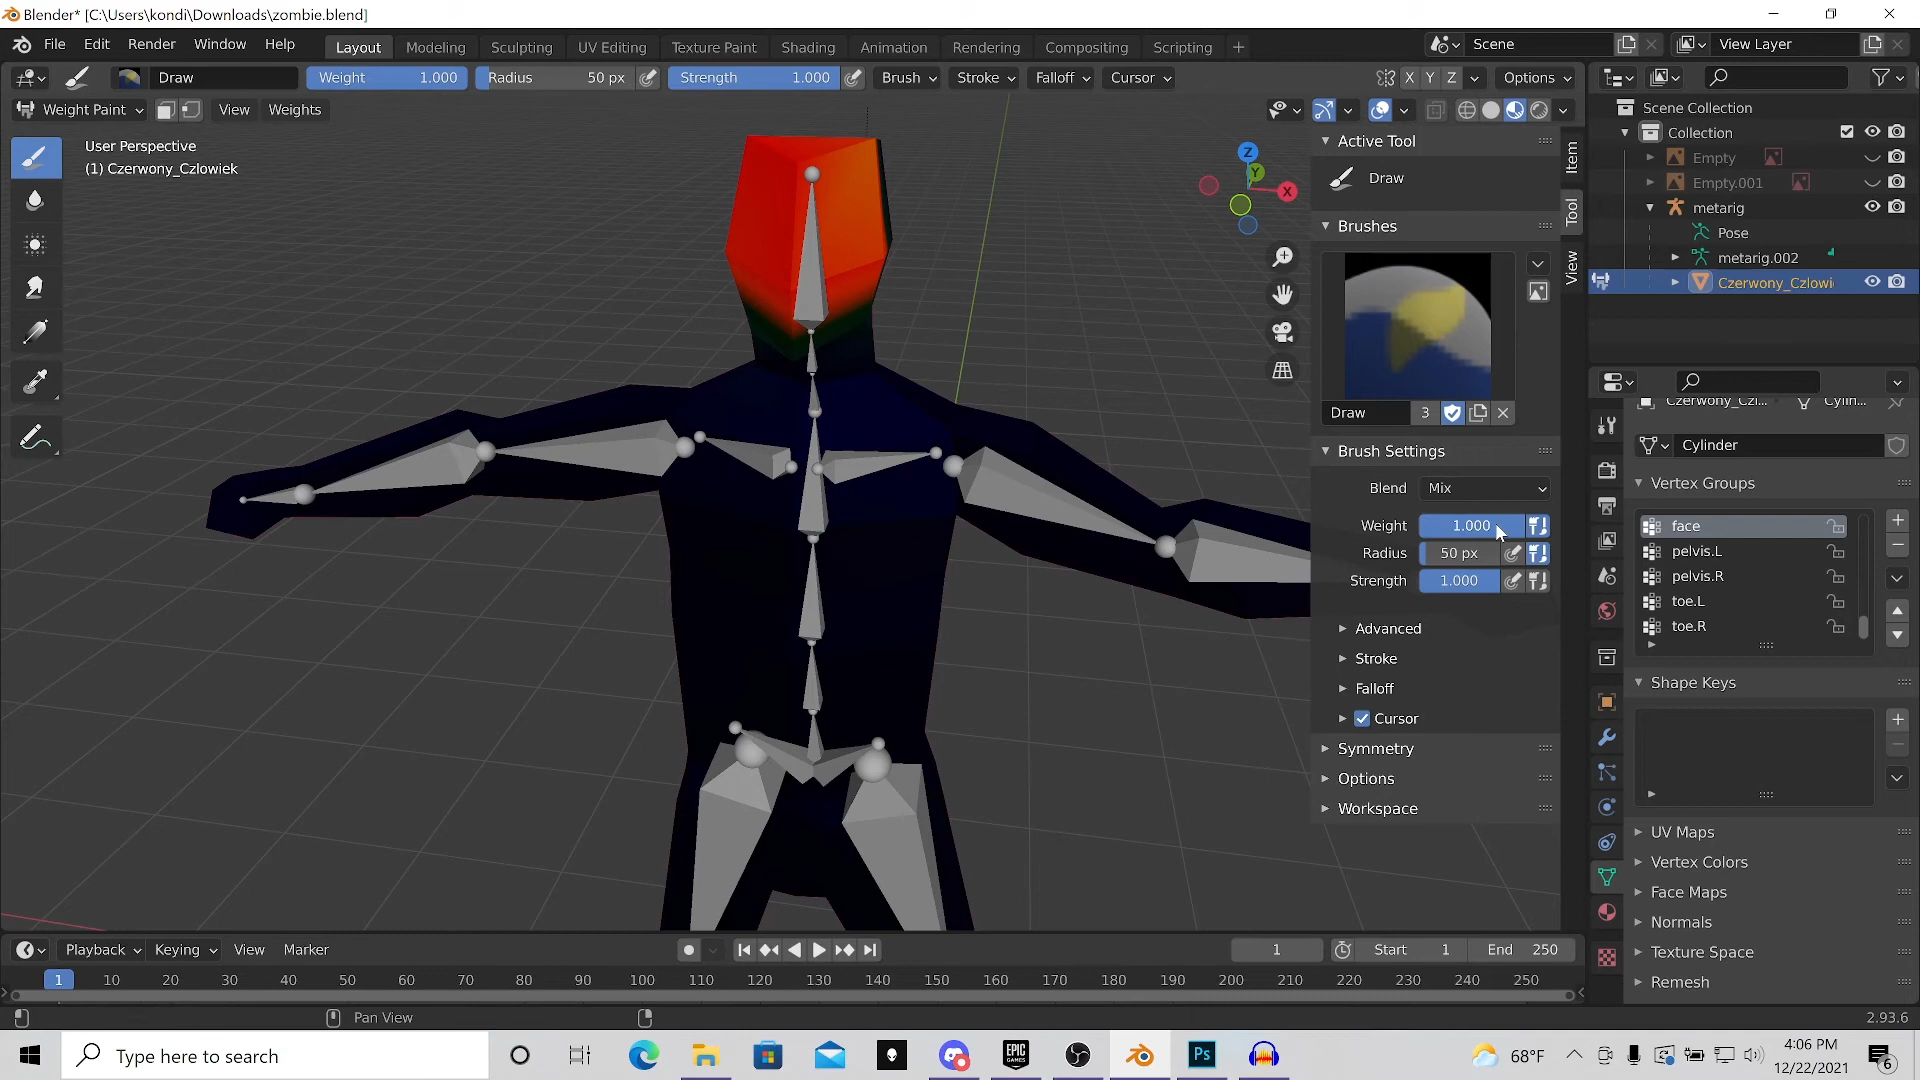 Blender* [C:\Users\kondi\Downloads\zombie.blend]
File Edit Render Window Help Layout Modeling Sculpting UV Editing Texture Paint Shading Animation Rendering Compositing Scripting + Scene View Layer
Draw Weight 1.000 Radius 50 px Strength 1.000 Brush Stroke Falloff Cursor X Y Z Options
Weight Paint View Weights
User Perspective
(1) Czerwony_Czlowiek
Z
Y
X
Active Tool
Draw
Brushes
Draw 3
Brush Settings
Blend Mix
Weight 1.000
Radius 50 px
Strength 1.000
Advanced
Stroke
Falloff
Cursor
Symmetry
Options
Workspace
Item
Tool
View
Scene Collection
Collection
Empty
Empty.001
metarig
Pose
metarig.002
Czerwony_Czlowi
Czerwony_Czl... Cylin...
Cylinder
Vertex Groups
face
pelvis.L
pelvis.R
toe.L
toe.R
Shape Keys
UV Maps
Vertex Colors
Face Maps
Normals
Texture Space
Remesh
Playback Keying View Marker 1 Start 1 End 250
1 10 20 30 40 50 60 70 80 90 100 110 120 130 140 150 160 170 180 190 200 210 220 230 240 250
Pan View 2.93.6
Type here to search
EPIC
GAMES
Ps
68°F
4:06 PM
12/22/2021
6